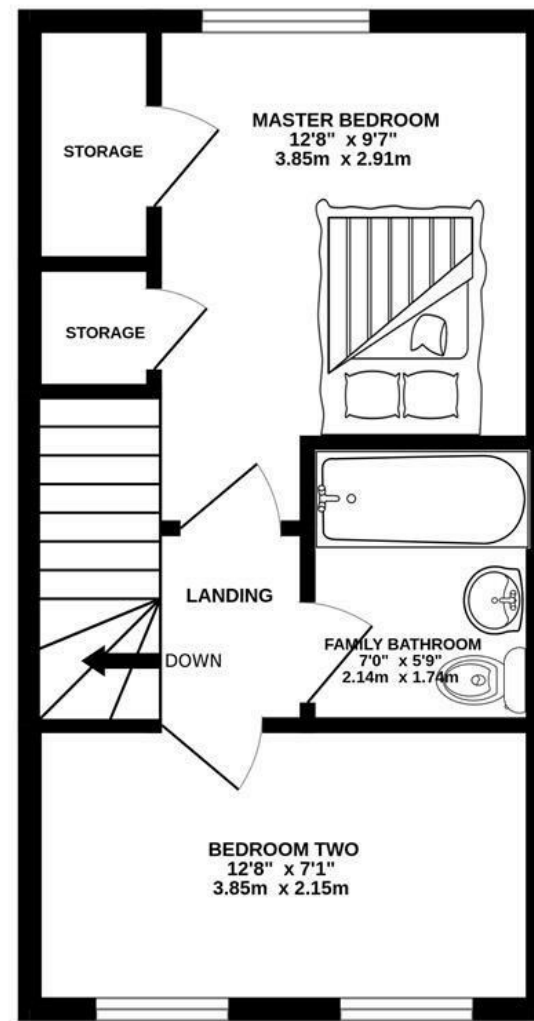 MASTER BEDROOM
12'8" x 9'7"
3.85m x 2.91m
STORAGE
STORAGE
LANDING
DOWN
FAMILY BATHROOM
7'0" x 5'9"
2.14m x 1.74m
BEDROOM TWO
12'8" x 7'1"
3.85m x 2.15m